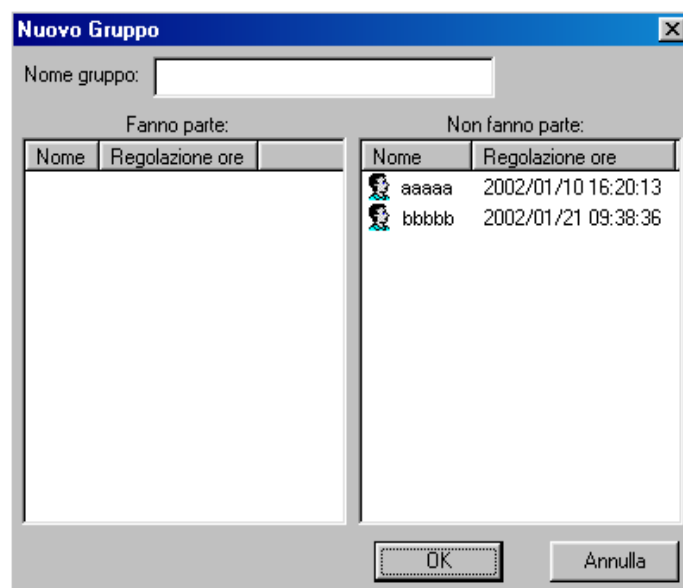 Nuovo Gruppo
Nome gruppo:
Fanno parte:
Nome Regolazione ore
Non fanno parte:
Nome Regolazione ore
aaaaa 2002/01/10 16:20:13
bbbbb 2002/01/21 09:38:36
OK Annulla